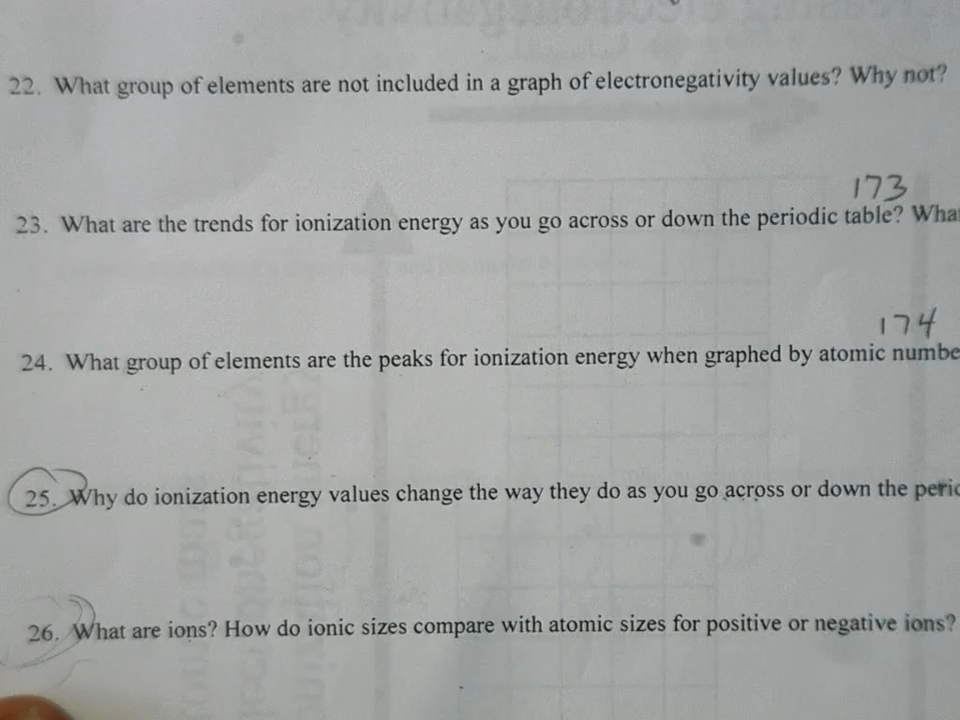 22. What group of elements are not included in a graph of electronegativity values? Why not?
173
23. What are the trends for ionization energy as you go across or down the periodic table? What
174
24. What group of elements are the peaks for ionization energy when graphed by atomic numbe
25. Why do ionization energy values change the way they do as you go across or down the perio
26. What are ions? How do ionic sizes compare with atomic sizes for positive or negative ions?